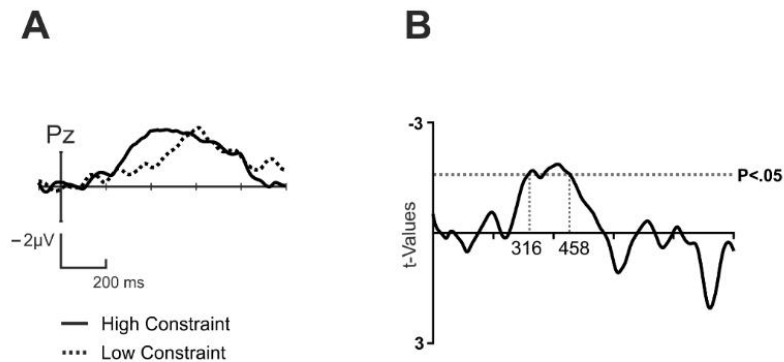 A
Pz
−2μV
200 ms
High Constraint
Low Constraint
B
-3
P<.05
t-Values
316
458
3